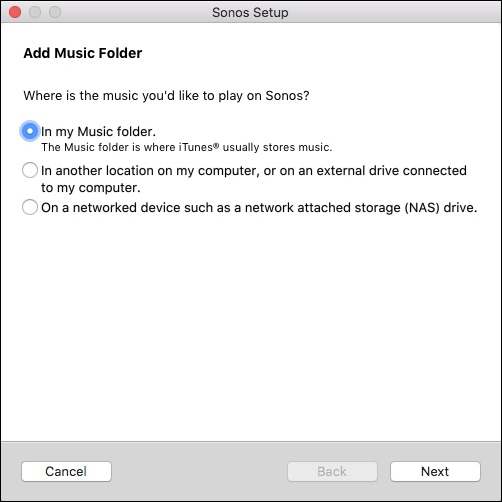 Sonos Setup
Add Music Folder
Where is the music you'd like to play on Sonos?
In my Music folder.
The Music folder is where iTunes® usually stores music.
In another location on my computer, or on an external drive connected
to my computer.
On a networked device such as a network attached storage (NAS) drive.
Cancel
Back
Next